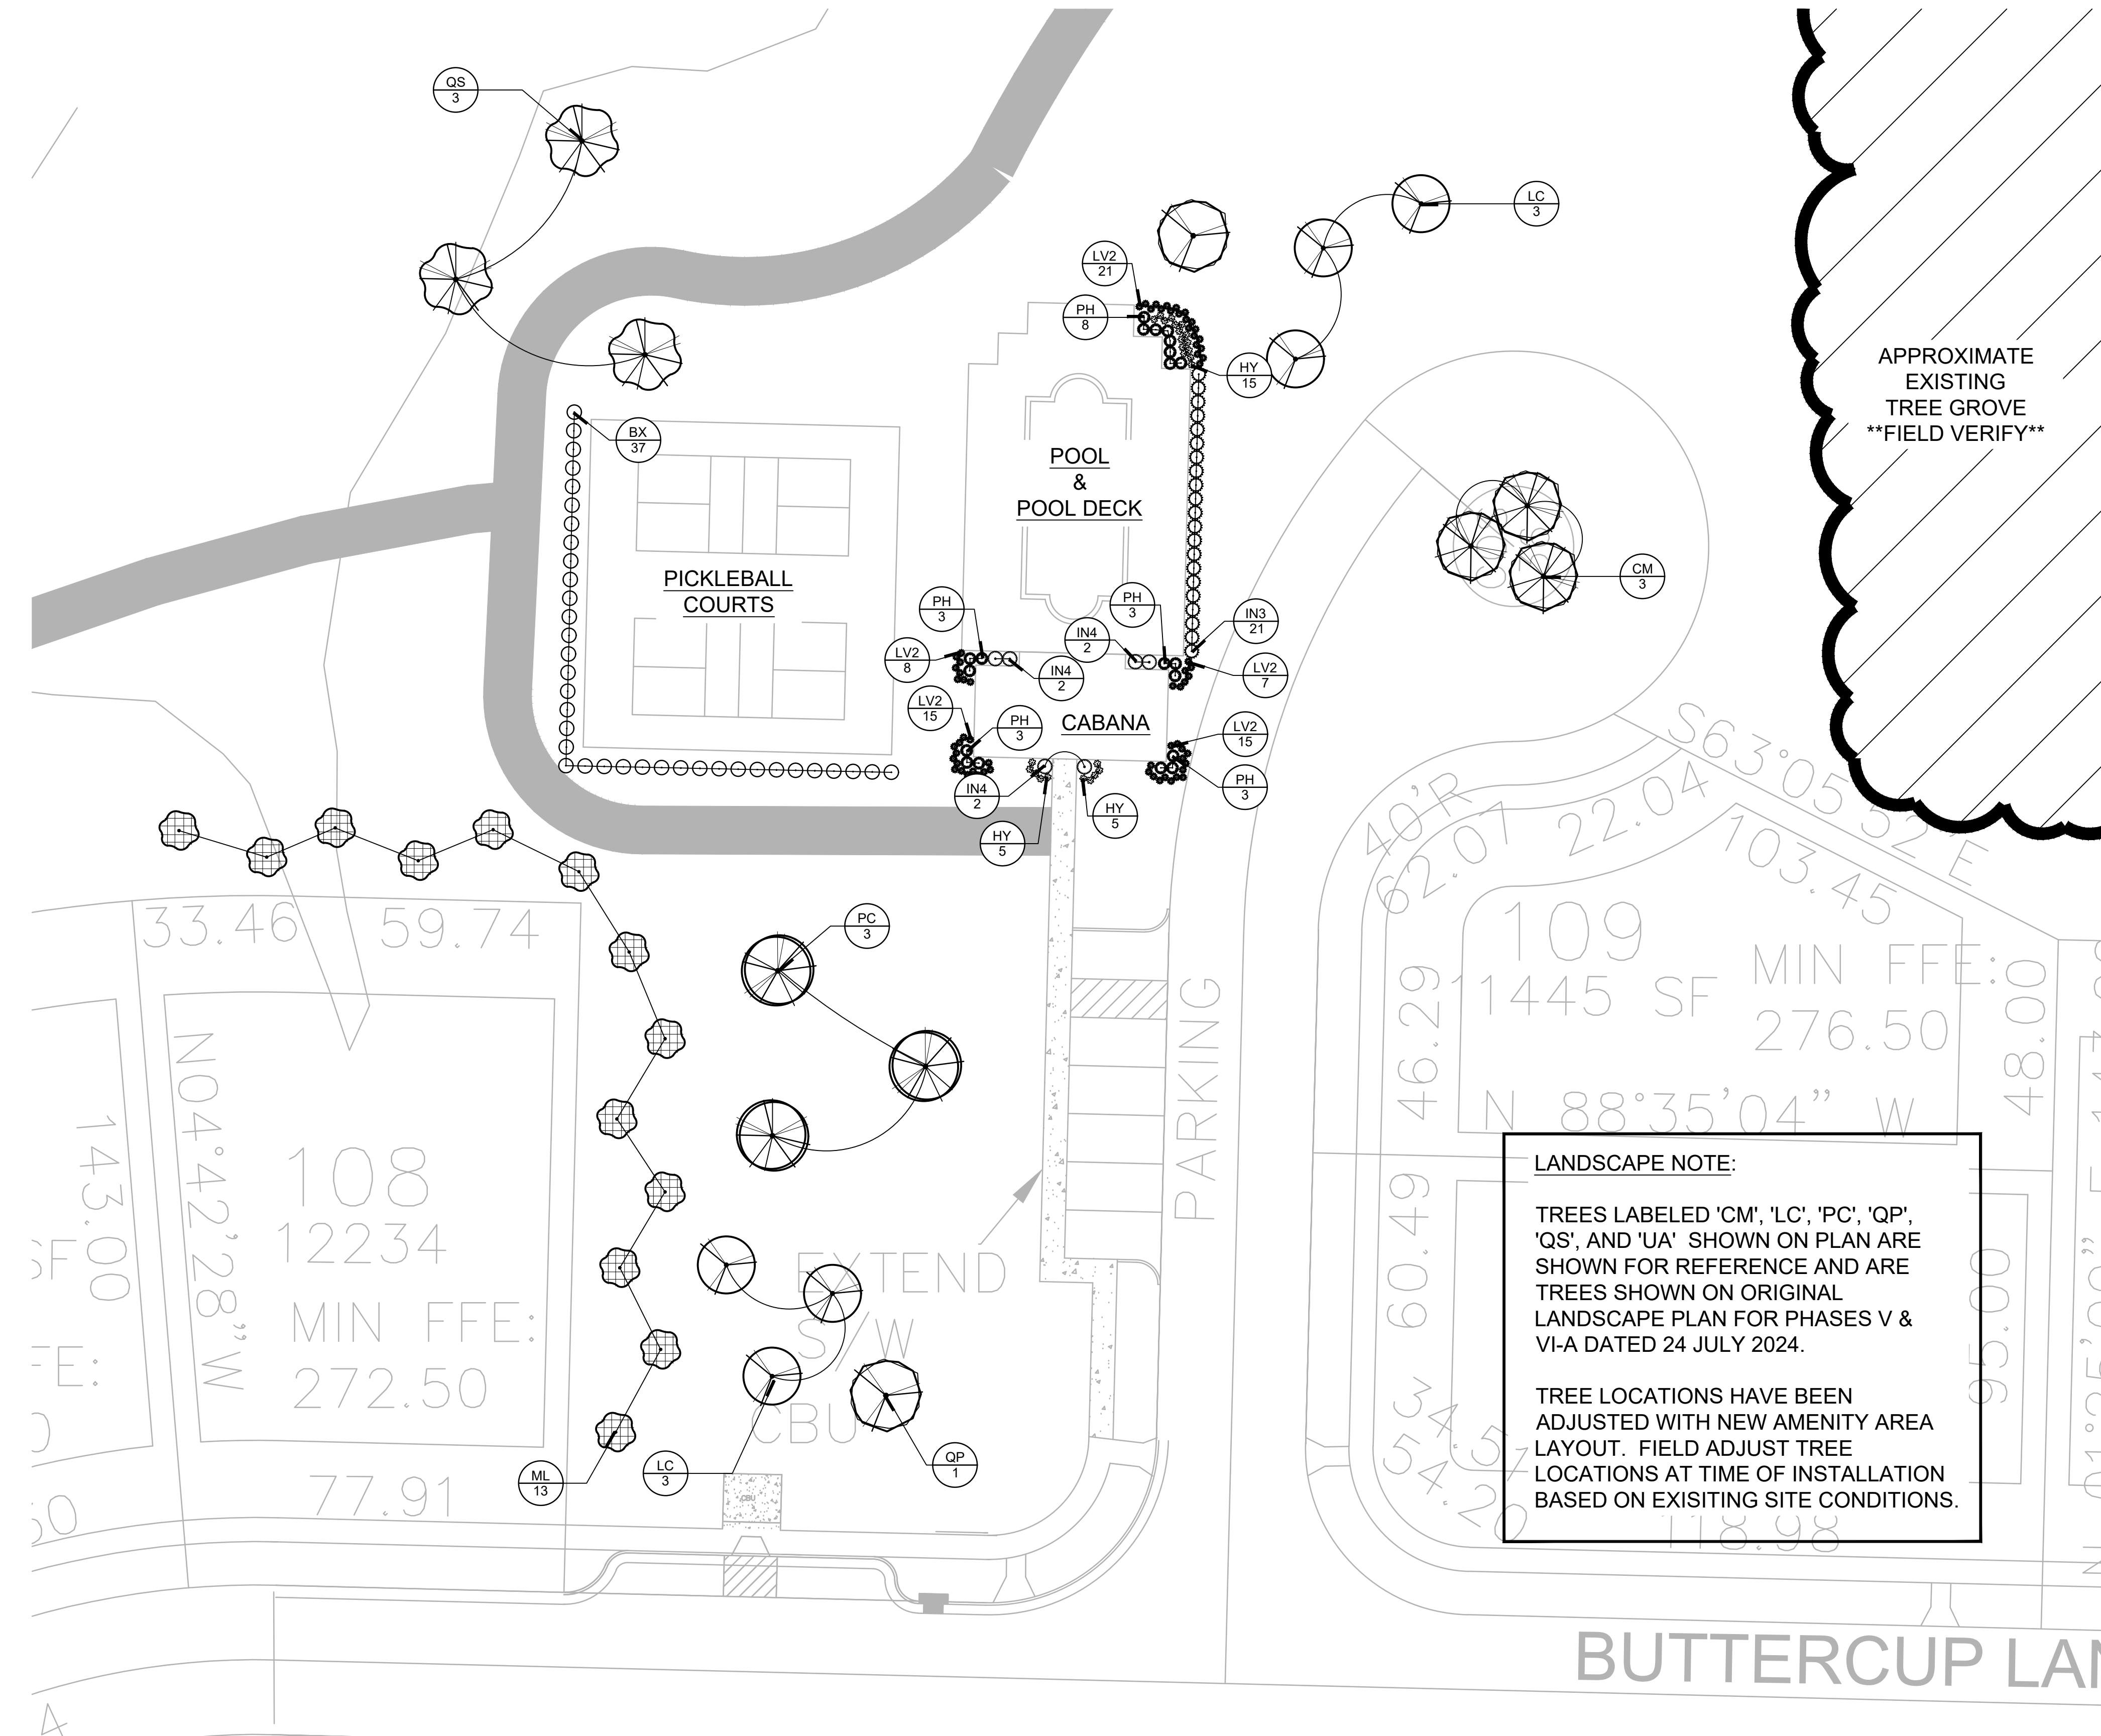 QS
3
LC
3
LV2
21
PH
8
HY
15
APPROXIMATE
EXISTING
TREE GROVE
**FIELD VERIFY**
BX
37
POOL
&
POOL DECK
PICKLEBALL
COURTS
CM
3
PH
3
PH
3
IN4
2
IN3
21
LV2
8
IN4
2
LV2
7
LV2
15
PH
3
CABANA
LV2
15
IN4
2
PH
3
HY
5
HY
5
S63°05'52"E
40'R
62.07
22.04
103.45
33.46
59.74
PC
3
109
11445 SF
MIN FFE:
276.50
46.29
48.00
N 88°35'04" W
PARKING
N04°42'28"W
143.00
108
12234
MIN FFE:
272.50
SF
FE:
EXTEND
S/W
CBU
CBU
77.91
ML
13
LC
3
QP
1
60.49
95.00
54.20
118.98
LANDSCAPE NOTE:
TREES LABELED 'CM', 'LC', 'PC', 'QP',
'QS', AND 'UA' SHOWN ON PLAN ARE
SHOWN FOR REFERENCE AND ARE
TREES SHOWN ON ORIGINAL
LANDSCAPE PLAN FOR PHASES V &
VI-A DATED 24 JULY 2024.
TREE LOCATIONS HAVE BEEN
ADJUSTED WITH NEW AMENITY AREA
LAYOUT. FIELD ADJUST TREE
LOCATIONS AT TIME OF INSTALLATION
BASED ON EXISITING SITE CONDITIONS.
BUTTERCUP LAN